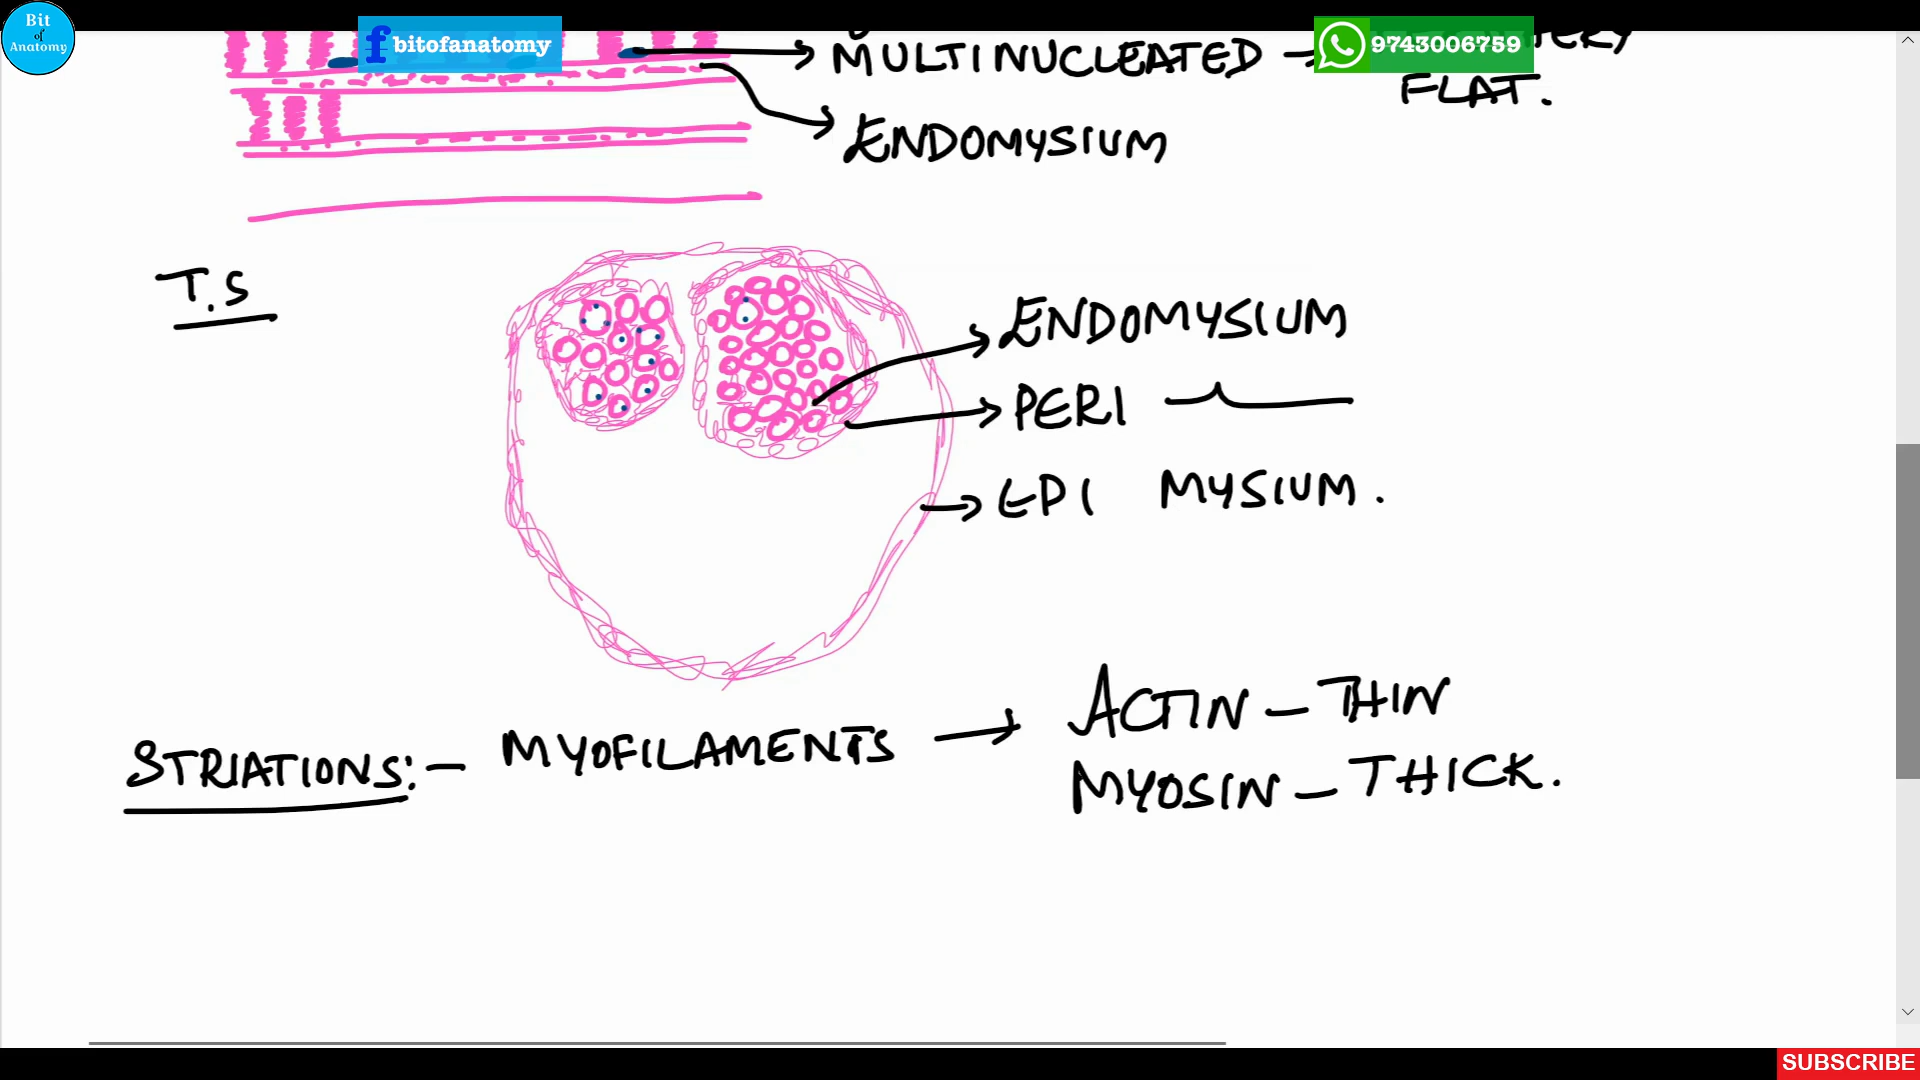 Bit
of
Anatomy
bitofanatomy
9743006759
MULTINUCLEATED –
FLAT.
ENDOMYSIUM
T.S
ENDOMYSIUM
PERI
EPI MYSIUM.
STRIATIONS:– MYOFILAMENTS → ACTIN – THIN
MYOSIN – THICK.
SUBSCRIBE